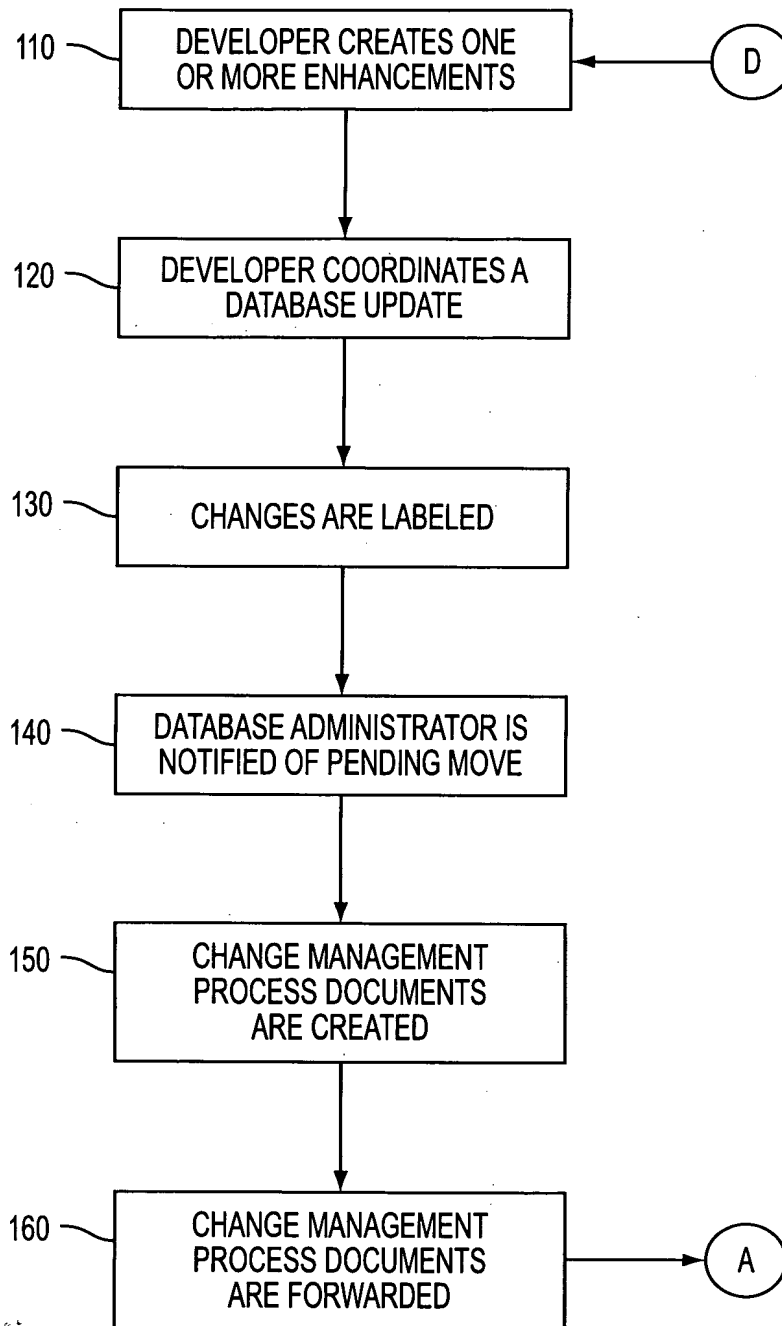 110
DEVELOPER CREATES ONE
OR MORE ENHANCEMENTS
D
120
DEVELOPER COORDINATES A
DATABASE UPDATE
130
CHANGES ARE LABELED
140
DATABASE ADMINISTRATOR IS
NOTIFIED OF PENDING MOVE
150
CHANGE MANAGEMENT
PROCESS DOCUMENTS
ARE CREATED
160
CHANGE MANAGEMENT
PROCESS DOCUMENTS
ARE FORWARDED
A